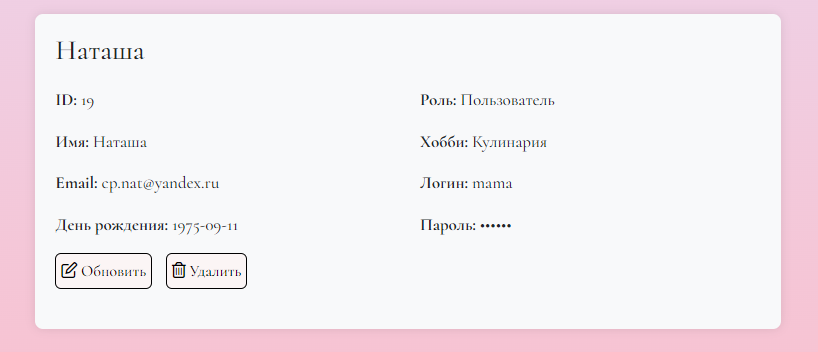 Наташа
ID: 19
Роль: Пользователь
Имя: Наташа
Хобби: Кулинария
Email: cp.nat@yandex.ru
Логин: mama
День рождения: 1975-09-11
Пароль: ••••••
Обновить
Удалить